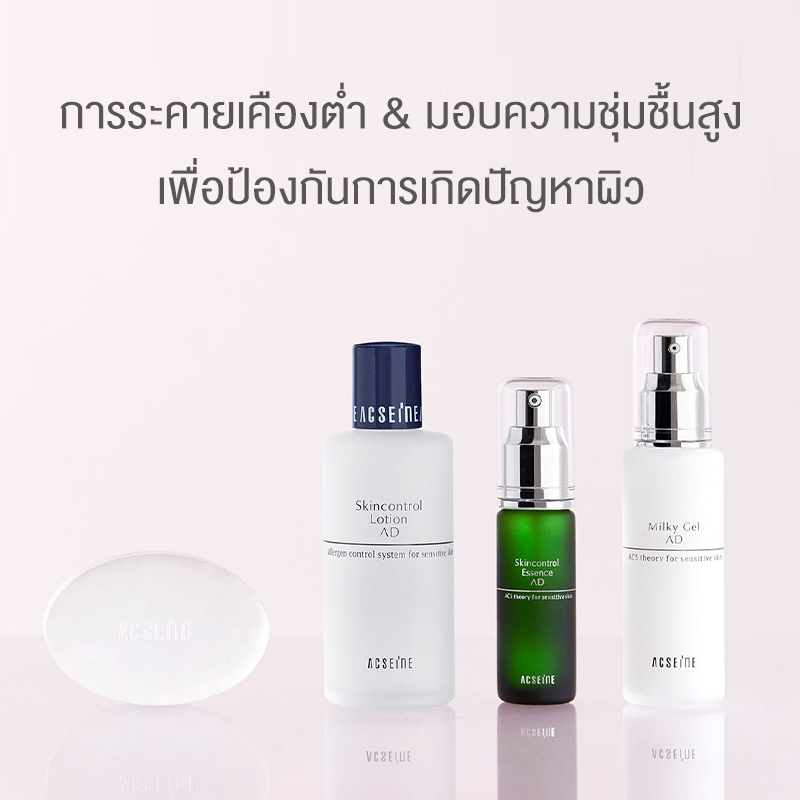 การระคายเคืองต่ำ & มอบความชุ่มชื้นสูง
เพื่อป้องกันการเกิดปัญหาผิว
E ACSEINE A
Skincontrol
Lotion
AD
allergen control system for sensitive skin
ACSEINE
Skincontrol
Essence
AD
ACS theory for sensitive skin
ACSEINE
Milky Gel
AD
ACS theory for sensitive skin
ACSEINE
ACSEINE